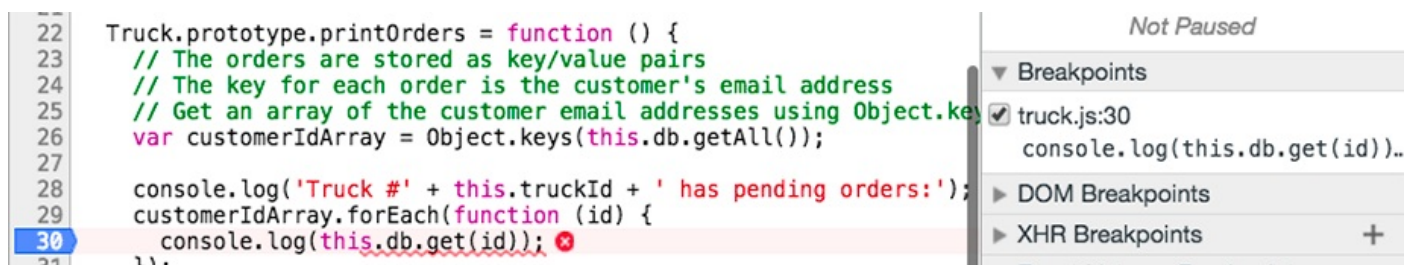 22 Truck.prototype.printOrders = function () {
23 // The orders are stored as key/value pairs
24 // The key for each order is the customer's email address
25 // Get an array of the customer email addresses using Object.key
26 var customerIdArray = Object.keys(this.db.getAll());
27
28 console.log('Truck #' + this.truckId + ' has pending orders:');
29 customerIdArray.forEach(function (id) {
30 console.log(this.db.get(id));
Not Paused
Breakpoints
truck.js:30
console.log(this.db.get(id))…
DOM Breakpoints
XHR Breakpoints +